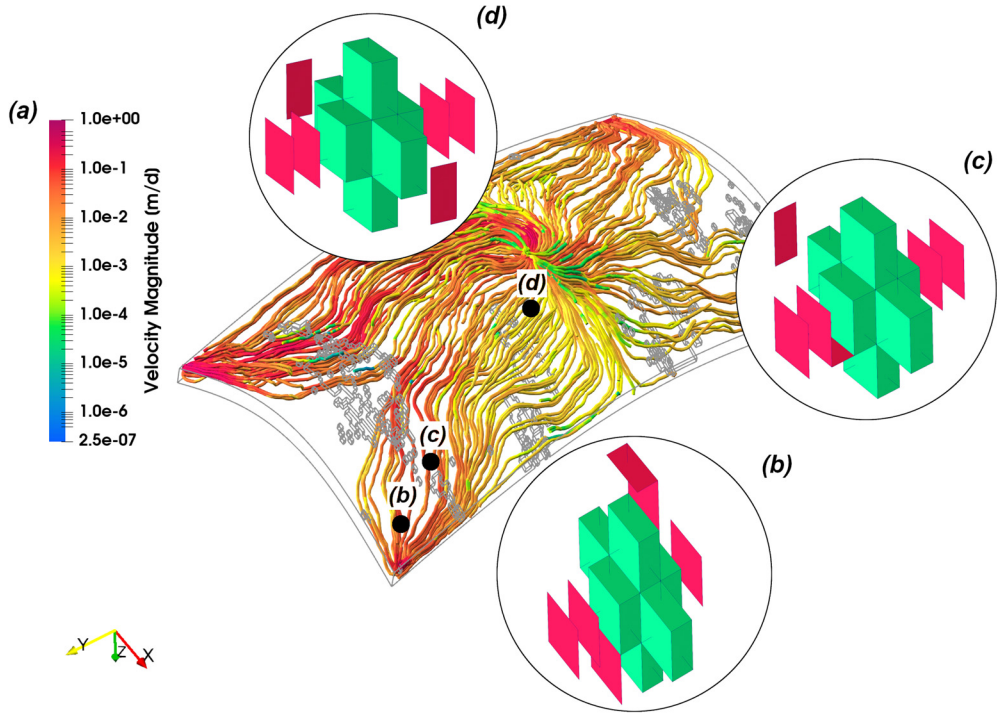 (d)
(a)
1.0e+00
1.0e-1
1.0e-2
1.0e-3
1.0e-4
1.0e-5
1.0e-6
2.5e-07
Velocity Magnitude (m/d)
(c)
(d)
(c)
(b)
(b)
Y
Z
X